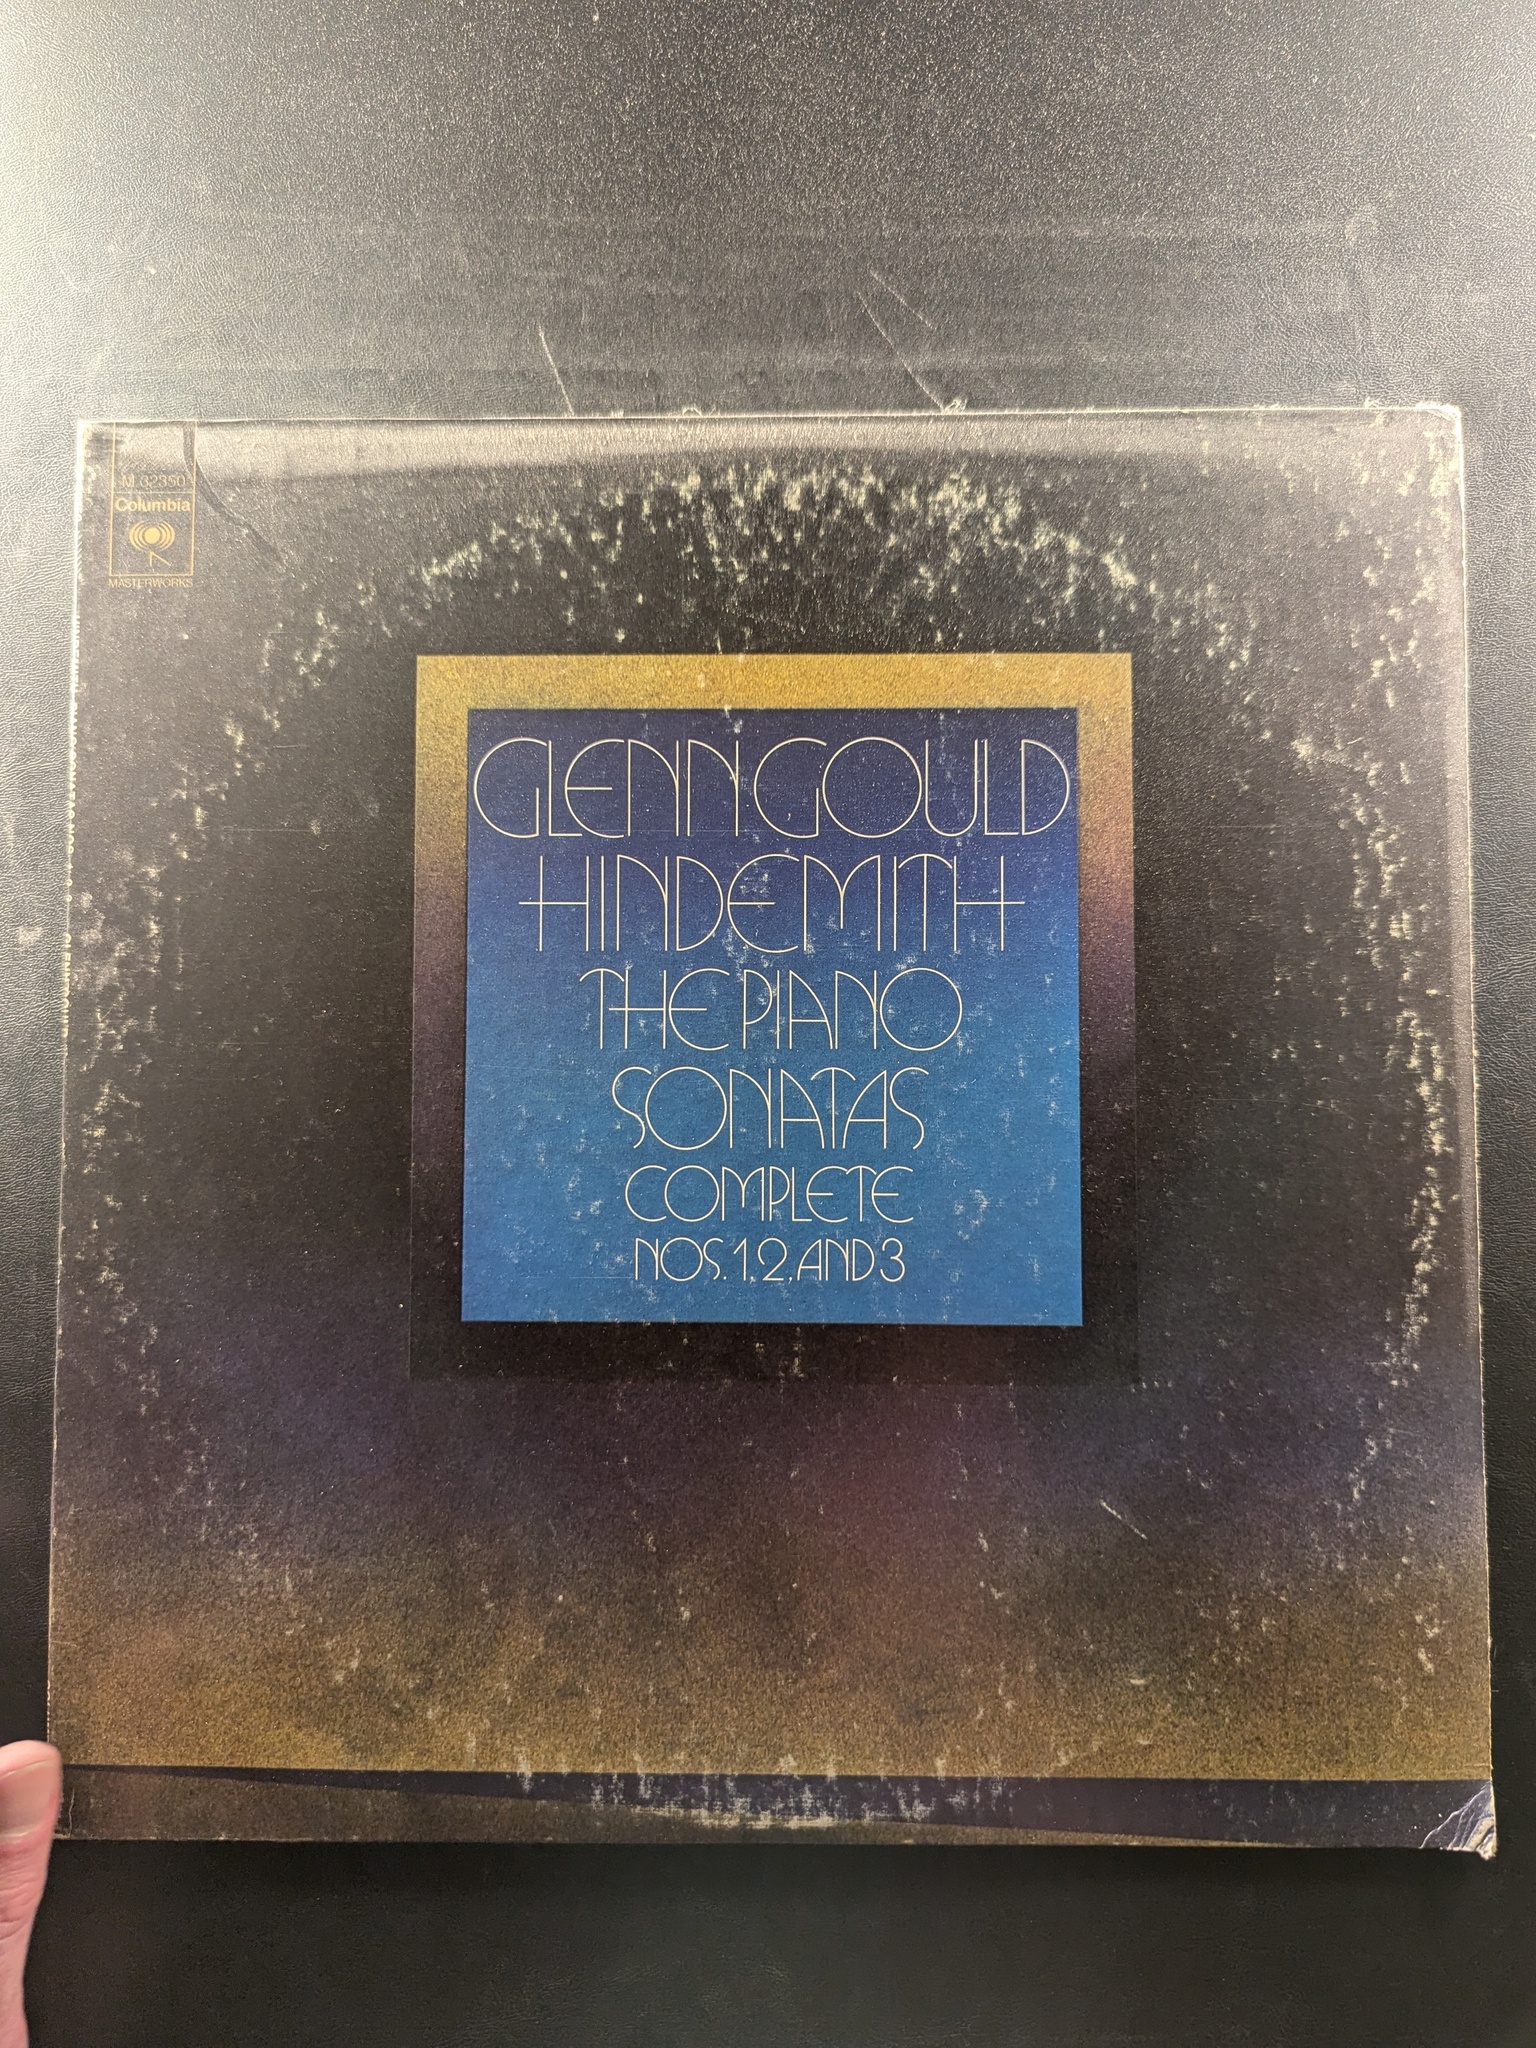 M 32350
Columbia
MASTERWORKS
GLENN GOULD
HINDEMITH
THE PIANO
SONATAS
COMPLETE
NOS. 1, 2, AND 3